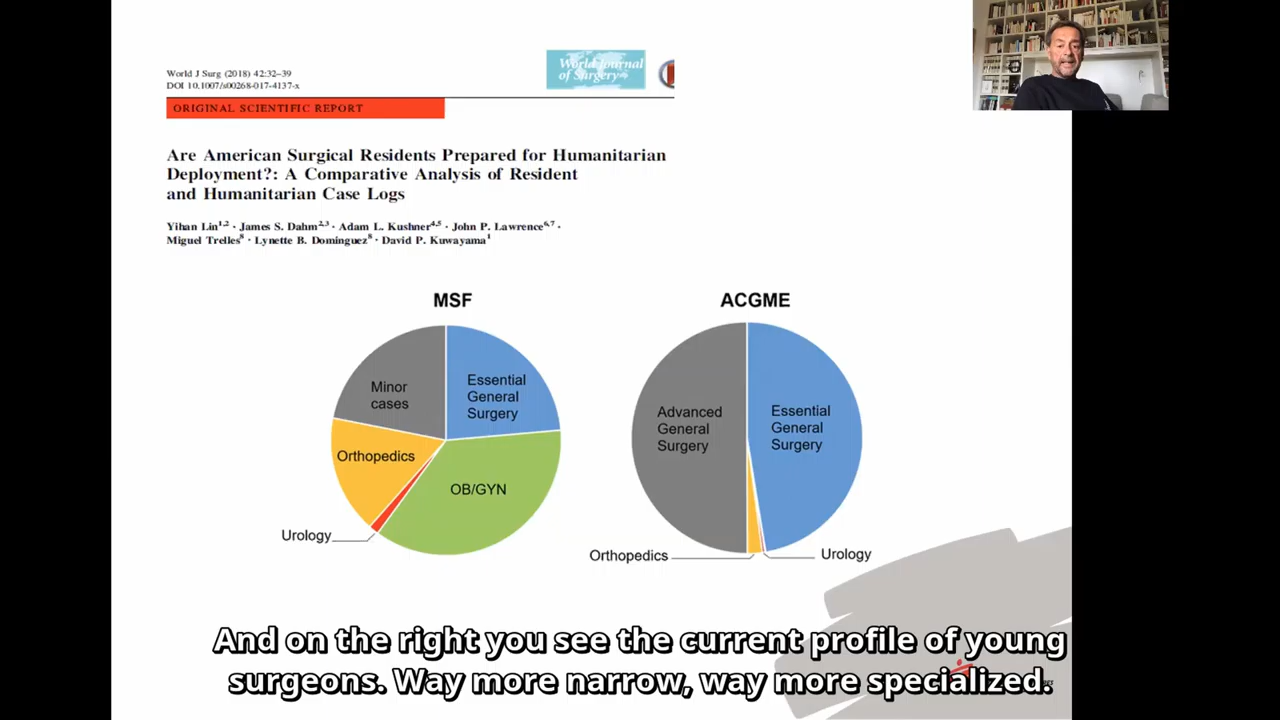 World J Surg (2018) 42:32–39
DOI 10.1007/s00268-017-4137-x
World Journal
of Surgery
ORIGINAL SCIENTIFIC REPORT
Are American Surgical Residents Prepared for Humanitarian
Deployment?: A Comparative Analysis of Resident
and Humanitarian Case Logs
Yihan Lin1,2 · James S. Dahm2,3 · Adam L. Kushner4,5 · John P. Lawrence6,7 ·
Miguel Trelles8 · Lynette B. Dominguez8 · David P. Kuwayama1
MSF
Minor
cases
Essential
General
Surgery
Orthopedics
OB/GYN
Urology
ACGME
Advanced
General
Surgery
Essential
General
Surgery
Orthopedics
Urology
And on the right you see the current profile of young
surgeons. Way more narrow, way more specialized.